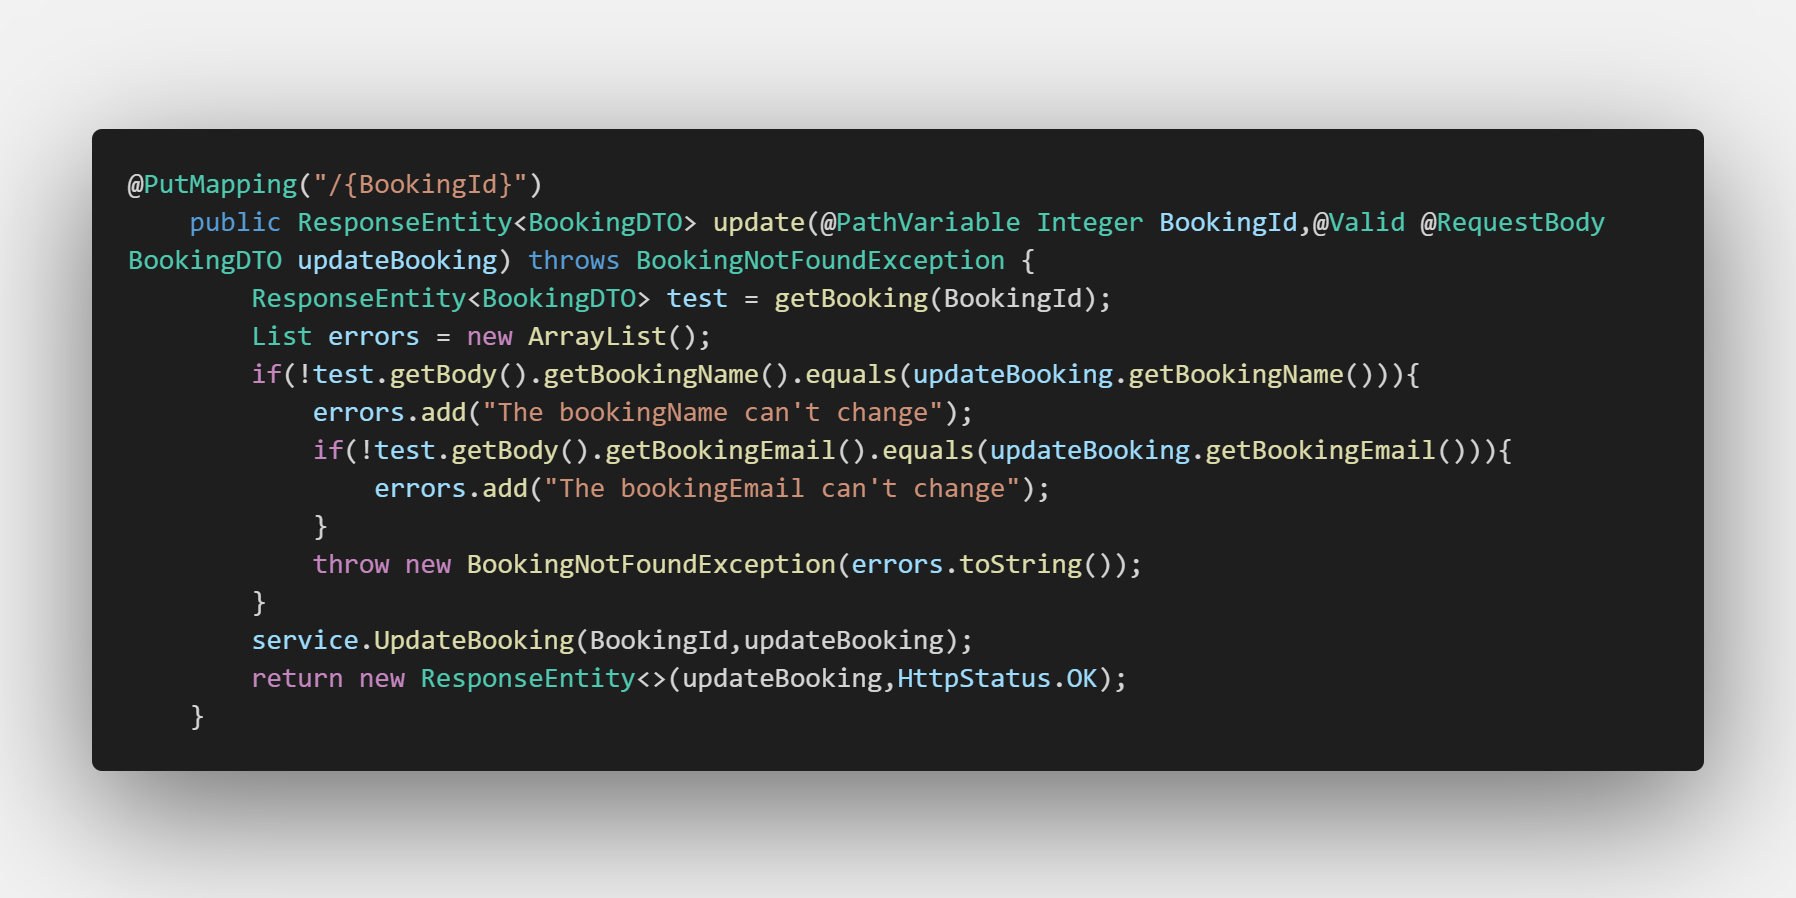 @PutMapping("/{BookingId}")
    public ResponseEntity<BookingDTO> update(@PathVariable Integer BookingId,@Valid @RequestBody
BookingDTO updateBooking) throws BookingNotFoundException {
        ResponseEntity<BookingDTO> test = getBooking(BookingId);
        List errors = new ArrayList();
        if(!test.getBody().getBookingName().equals(updateBooking.getBookingName())){
            errors.add("The bookingName can't change");
            if(!test.getBody().getBookingEmail().equals(updateBooking.getBookingEmail())){
                errors.add("The bookingEmail can't change");
            }
            throw new BookingNotFoundException(errors.toString());
        }
        service.UpdateBooking(BookingId,updateBooking);
        return new ResponseEntity<>(updateBooking,HttpStatus.OK);
    }